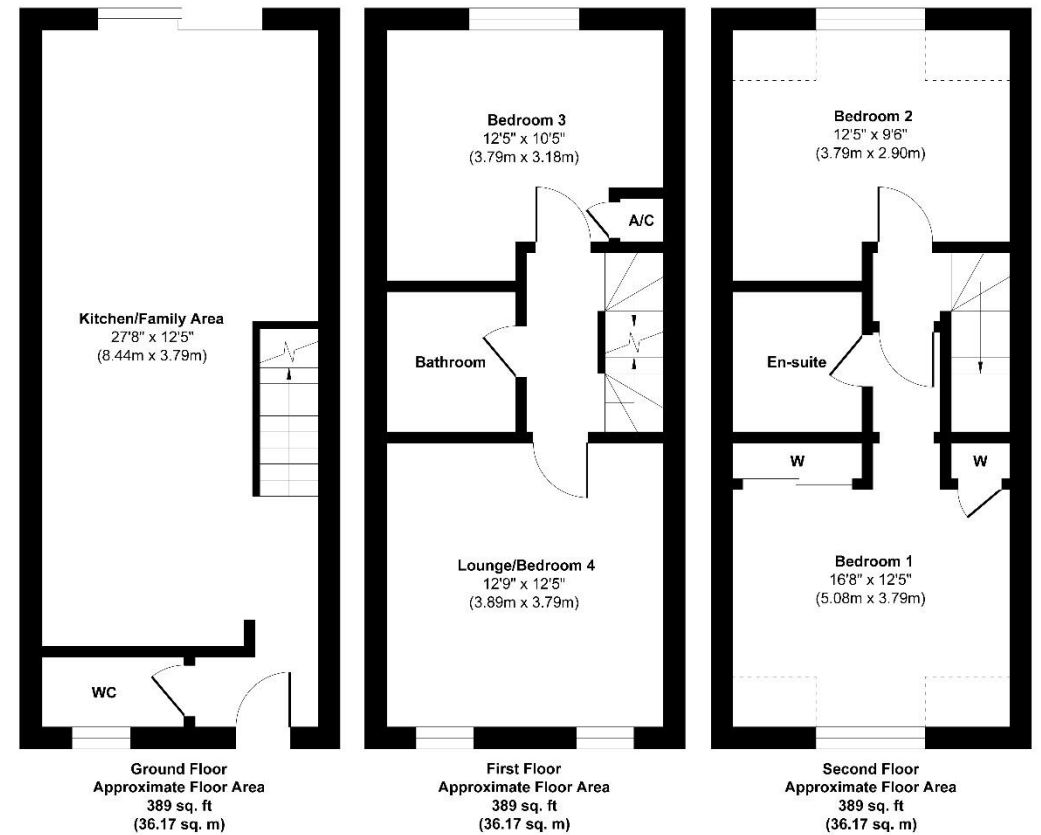 Kitchen/Family Area
27'8" x 12'5"
(8.44m x 3.79m)
WC
Ground Floor
Approximate Floor Area
389 sq. ft
(36.17 sq. m)
Bedroom 3
12'5" x 10'5"
(3.79m x 3.18m)
A/C
Bathroom
Lounge/Bedroom 4
12'9" x 12'5"
(3.89m x 3.79m)
First Floor
Approximate Floor Area
389 sq. ft
(36.17 sq. m)
Bedroom 2
12'5" x 9'6"
(3.79m x 2.90m)
En-suite
W
W
Bedroom 1
16'8" x 12'5"
(5.08m x 3.79m)
Second Floor
Approximate Floor Area
389 sq. ft
(36.17 sq. m)